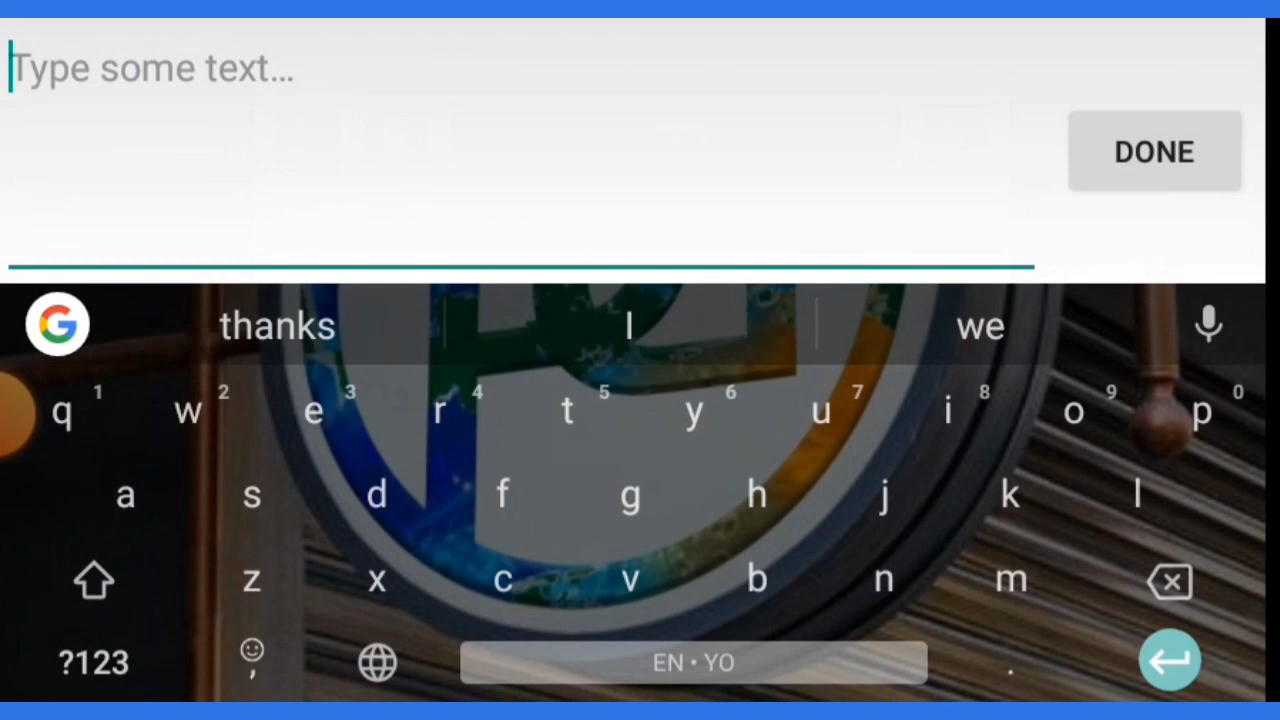 Type some text...
DONE
thanks I we
q 1 w 2 e 3 r 4 t 5 y 6 u 7 i 8 o 9 p 0
a s d f g h j k l
z x c v b n m
?123 , EN • YO .